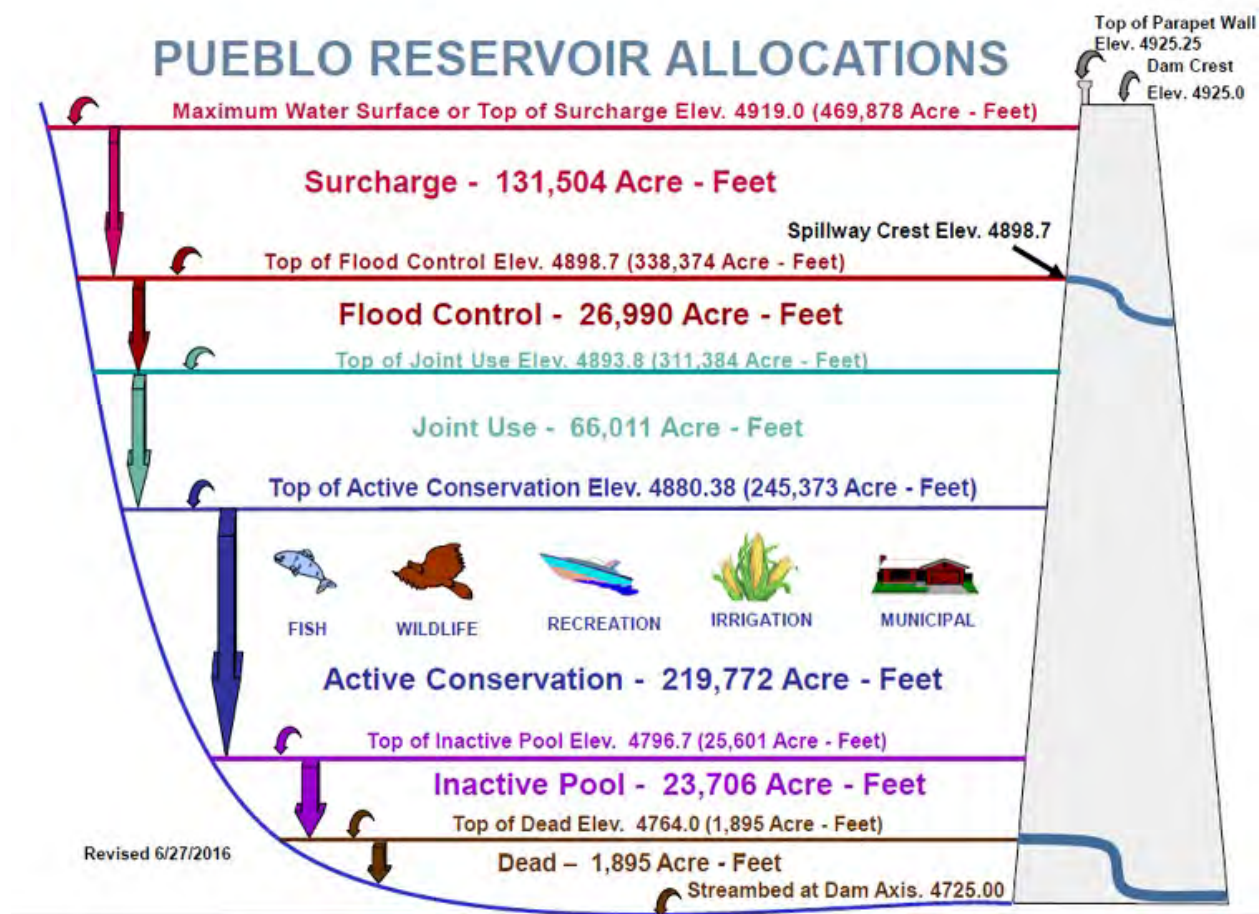 PUEBLO RESERVOIR ALLOCATIONS
Top of Parapet Wall
Elev. 4925.25
Dam Crest
Elev. 4925.0
Maximum Water Surface or Top of Surcharge Elev. 4919.0 (469,878 Acre - Feet)
Surcharge - 131,504 Acre - Feet
Spillway Crest Elev. 4898.7
Top of Flood Control Elev. 4898.7 (338,374 Acre - Feet)
Flood Control - 26,990 Acre - Feet
Top of Joint Use Elev. 4893.8 (311,384 Acre - Feet)
Joint Use - 66,011 Acre - Feet
Top of Active Conservation Elev. 4880.38 (245,373 Acre - Feet)
FISH WILDLIFE RECREATION IRRIGATION MUNICIPAL
Active Conservation - 219,772 Acre - Feet
Top of Inactive Pool Elev. 4796.7 (25,601 Acre - Feet)
Inactive Pool - 23,706 Acre - Feet
Top of Dead Elev. 4764.0 (1,895 Acre - Feet)
Revised 6/27/2016
Dead – 1,895 Acre - Feet
Streambed at Dam Axis. 4725.00